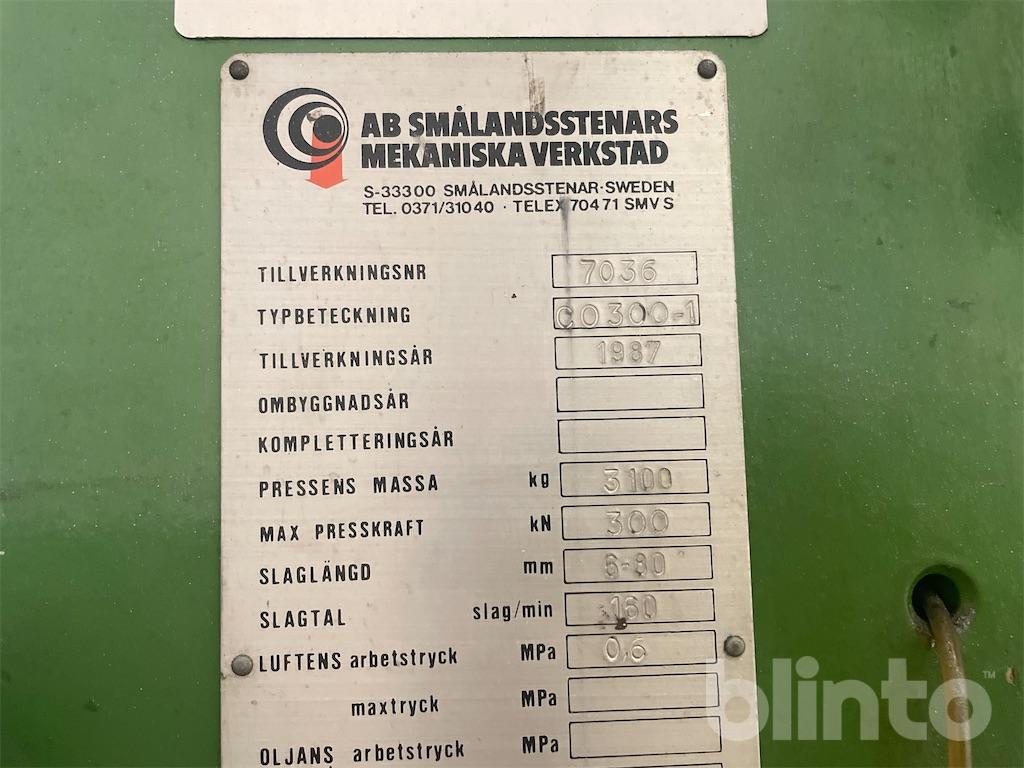 AB SMÅLANDSSTENARS
MEKANISKA VERKSTAD
S-33300 SMÅLANDSSTENAR·SWEDEN
TEL. 0371/31040 · TELEX 70471 SMV S
TILLVERKNINGSNR 7036
TYPBETECKNING CO300-1
TILLVERKNINGSÅR 1987
OMBYGGNADSÅR
KOMPLETTERINGSÅR
PRESSENS MASSA kg 3100
MAX PRESSKRAFT kN 300
SLAGLÄNGD mm 6-80
SLAGTAL slag/min 160
LUFTENS arbetstryck MPa 0,6
maxtryck MPa
OLJANS arbetstryck MPa
blinto™